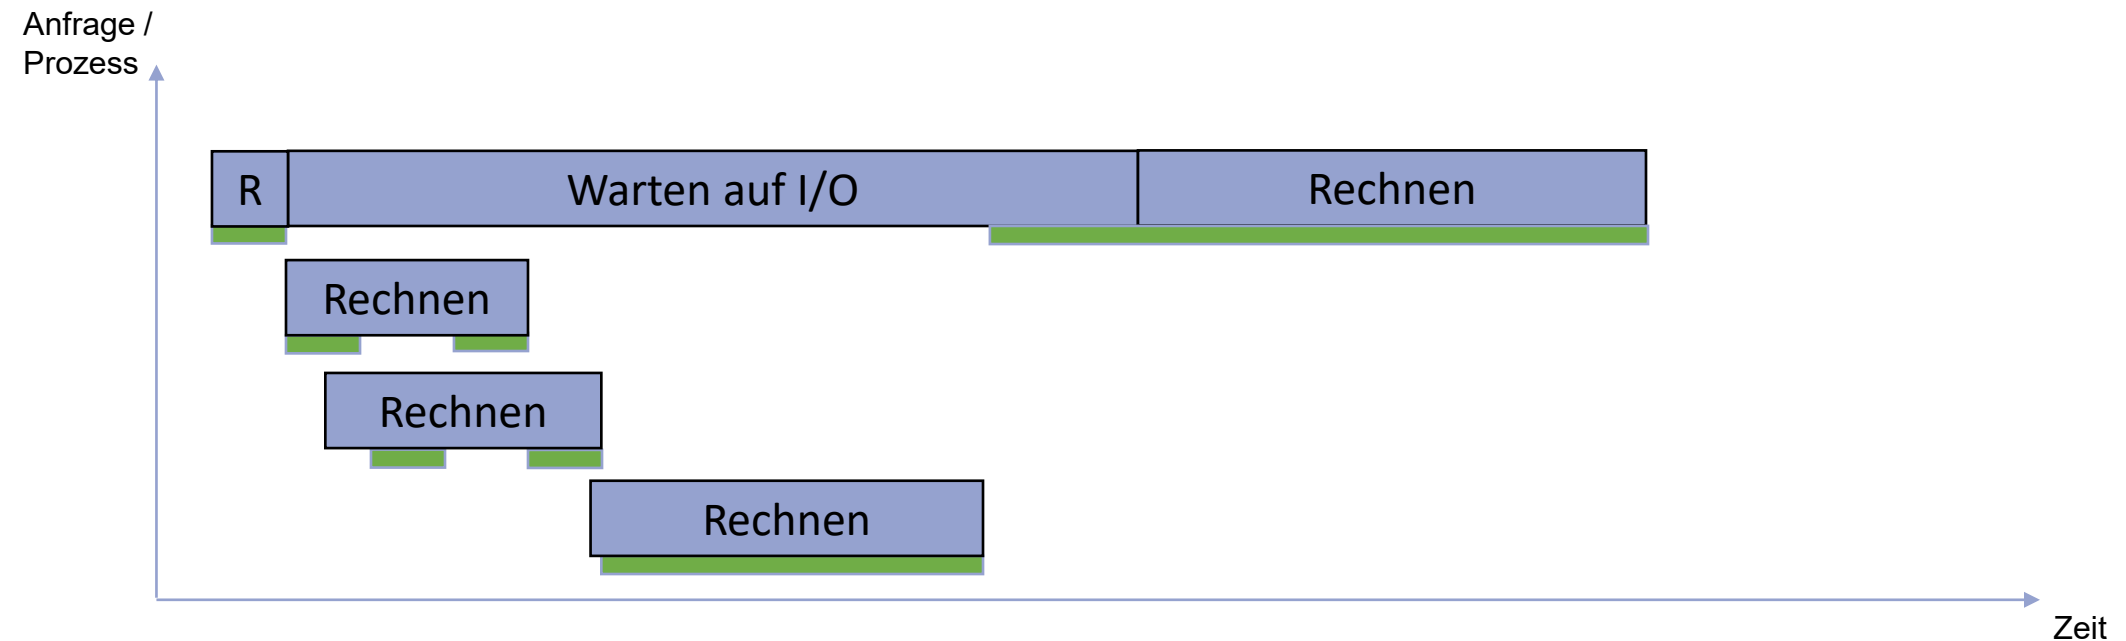 Anfrage /
Prozess
R
Warten auf I/O
Rechnen
Rechnen
Rechnen
Rechnen
Zeit